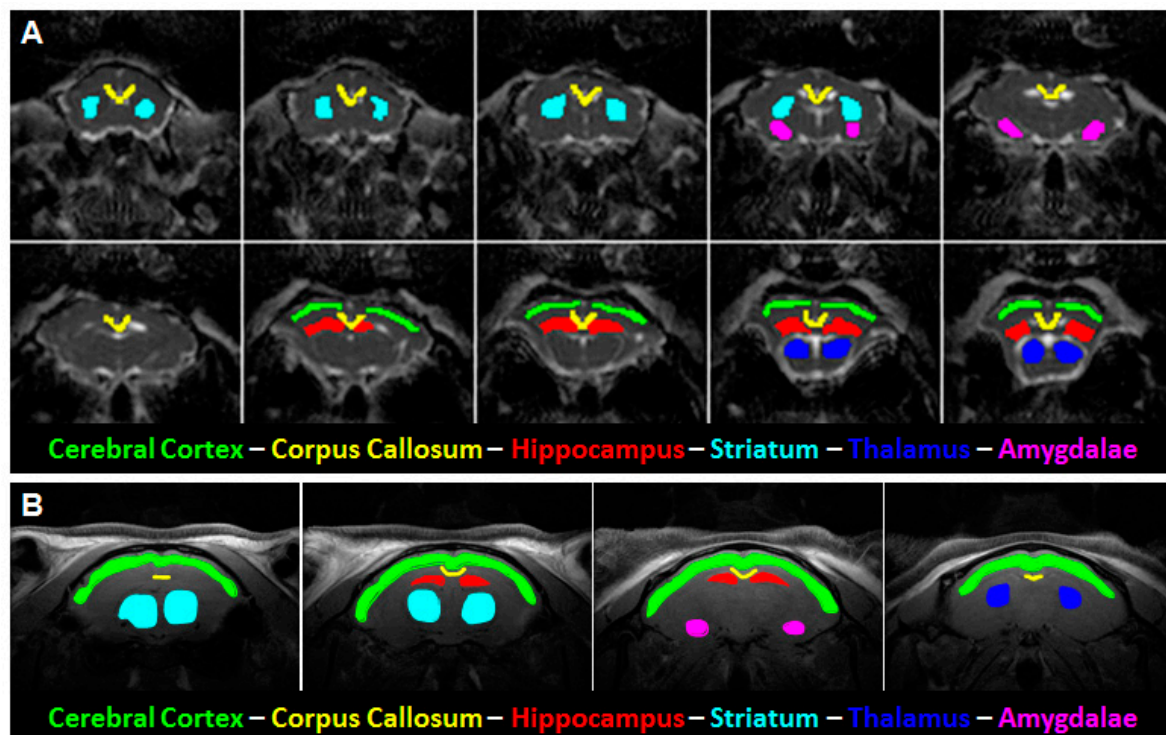 A
Cerebral Cortex – Corpus Callosum – Hippocampus – Striatum – Thalamus – Amygdalae
B
Cerebral Cortex – Corpus Callosum – Hippocampus – Striatum – Thalamus – Amygdalae